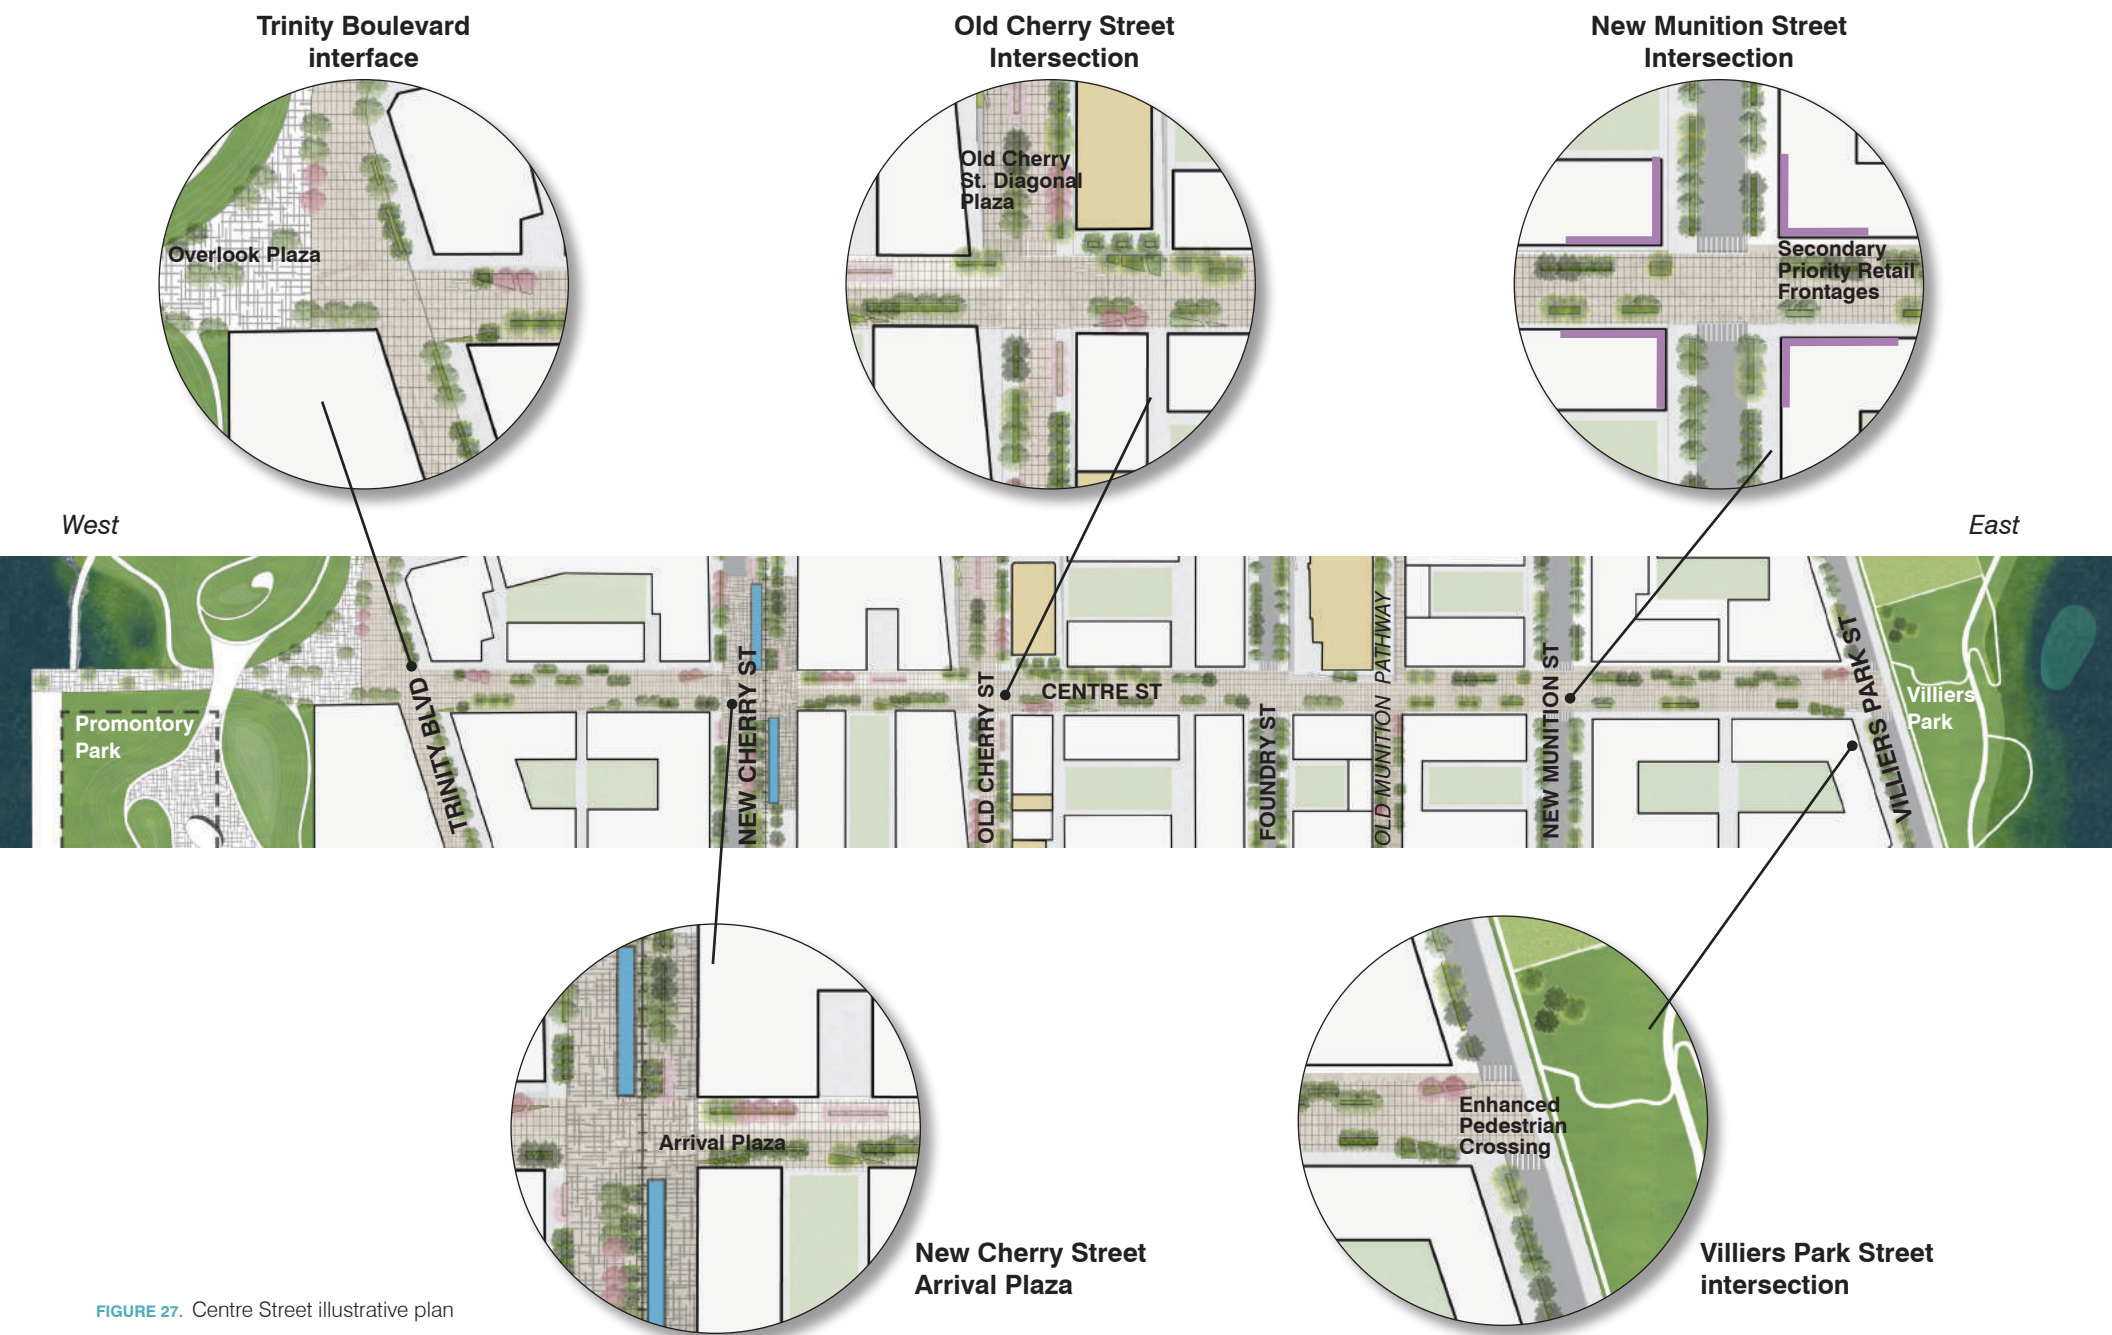 Trinity Boulevard
interface
Old Cherry Street
Intersection
New Munition Street
Intersection
Overlook Plaza
Old Cherry
St. Diagonal
Plaza
Secondary
Priority Retail
Frontages
West
East
Promontory
Park
TRINITY BLVD
NEW CHERRY ST
OLD CHERRY ST
CENTRE ST
FOUNDRY ST
OLD MUNITION PATHWAY
NEW MUNITION ST
VILLIERS PARK ST
Villiers
Park
Arrival Plaza
Enhanced
Pedestrian
Crossing
New Cherry Street
Arrival Plaza
Villiers Park Street
intersection
FIGURE 27. Centre Street illustrative plan